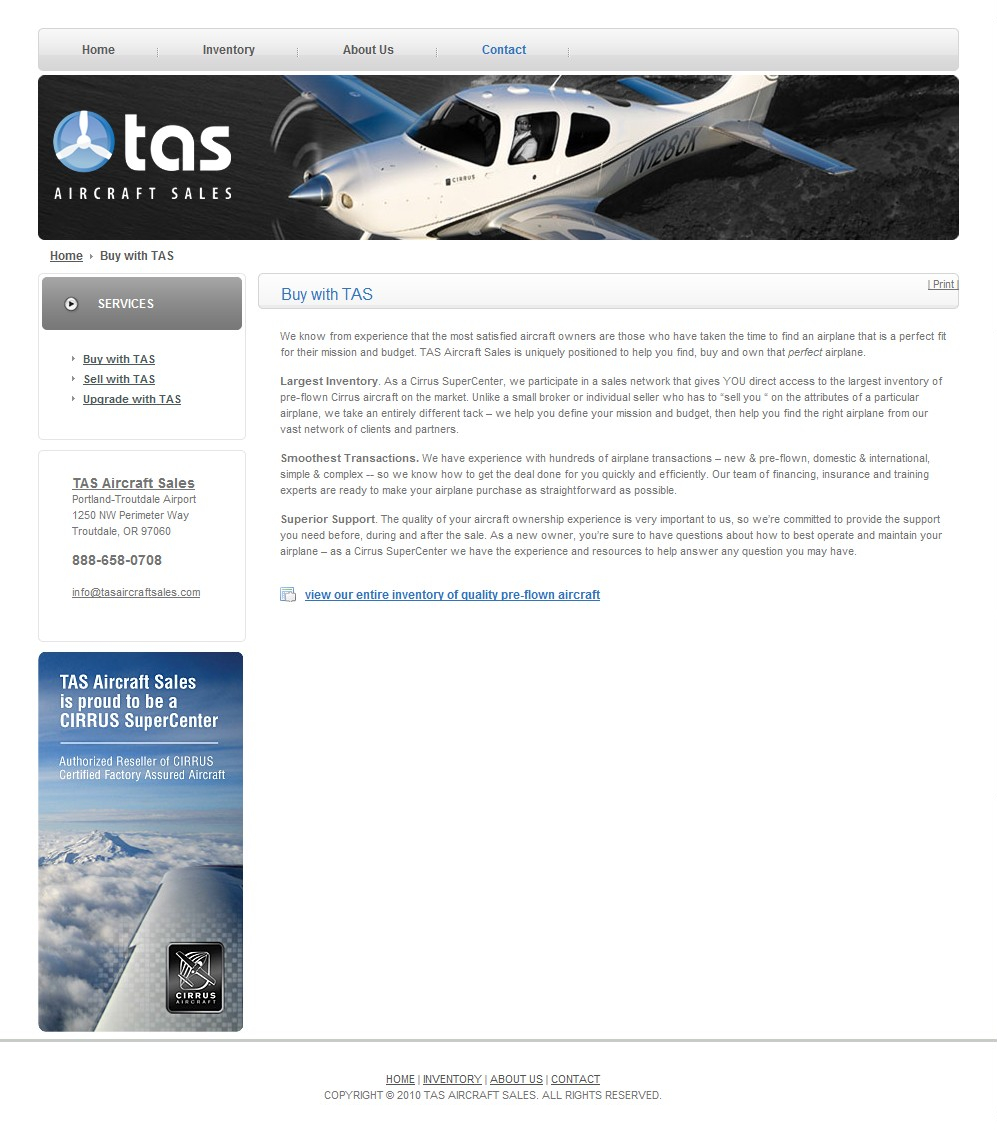 Home
Inventory
About Us
Contact
tas
AIRCRAFT SALES
CIRRUS
N128CK
Home Buy with TAS
SERVICES
Buy with TAS
Sell with TAS
Upgrade with TAS
TAS Aircraft Sales
Portland-Troutdale Airport
1250 NW Perimeter Way
Troutdale, OR 97060
888-658-0708
info@tasaircraftsales.com
TAS Aircraft Sales
is proud to be a
CIRRUS SuperCenter
Authorized Reseller of CIRRUS
Certified Factory Assured Aircraft
CIRRUS
AIRCRAFT
Buy with TAS
| Print |
We know from experience that the most satisfied aircraft owners are those who have taken the time to find an airplane that is a perfect fit
for their mission and budget. TAS Aircraft Sales is uniquely positioned to help you find, buy and own that perfect airplane.
Largest Inventory. As a Cirrus SuperCenter, we participate in a sales network that gives YOU direct access to the largest inventory of
pre-flown Cirrus aircraft on the market. Unlike a small broker or individual seller who has to “sell you “ on the attributes of a particular
airplane, we take an entirely different tack – we help you define your mission and budget, then help you find the right airplane from our
vast network of clients and partners.
Smoothest Transactions. We have experience with hundreds of airplane transactions – new & pre-flown, domestic & international,
simple & complex -- so we know how to get the deal done for you quickly and efficiently. Our team of financing, insurance and training
experts are ready to make your airplane purchase as straightforward as possible.
Superior Support. The quality of your aircraft ownership experience is very important to us, so we're committed to provide the support
you need before, during and after the sale. As a new owner, you're sure to have questions about how to best operate and maintain your
airplane – as a Cirrus SuperCenter we have the experience and resources to help answer any question you may have.
view our entire inventory of quality pre-flown aircraft
HOME | INVENTORY | ABOUT US | CONTACT
COPYRIGHT © 2010 TAS AIRCRAFT SALES. ALL RIGHTS RESERVED.